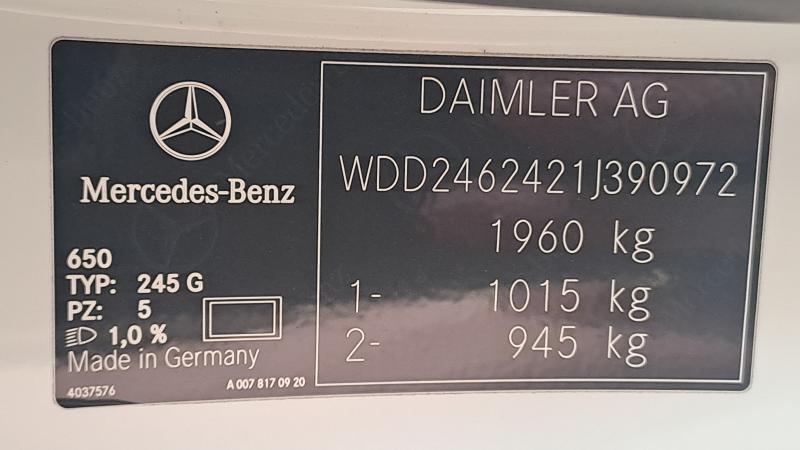 Mercedes-Benz
650
TYP: 245 G
PZ: 5
1,0 %
Made in Germany
4037576
A 007 817 09 20
DAIMLER AG
WDD2462421J390972
1960 kg
1- 1015 kg
2- 945 kg